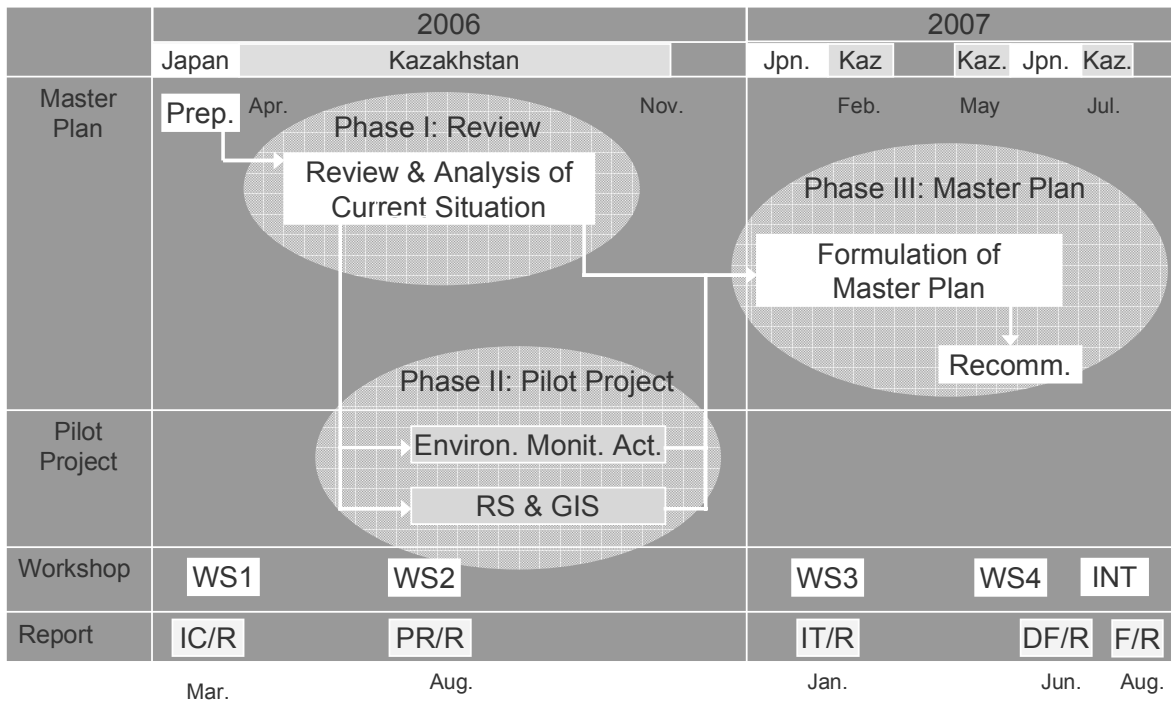 2006
2007
Japan
Kazakhstan
Jpn.
Kaz
Kaz.
Jpn.
Kaz.
Master
Plan
Prep.
Apr.
Nov.
Feb.
May
Jul.
Phase I: Review
Review & Analysis of
Current Situation
Phase III: Master Plan
Formulation of
Master Plan
Recomm.
Phase II: Pilot Project
Pilot
Project
Environ. Monit. Act.
RS & GIS
Workshop
WS1
WS2
WS3
WS4
INT
Report
IC/R
PR/R
IT/R
DF/R
F/R
Mar.
Aug.
Jan.
Jun.
Aug.